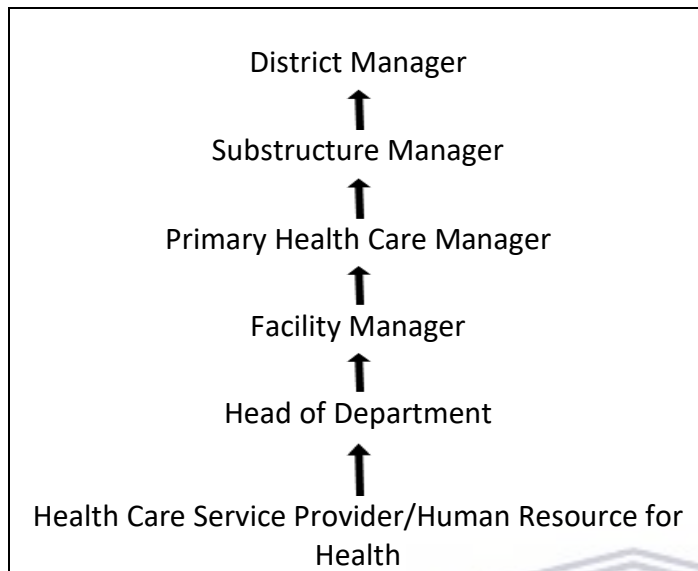 District Manager
Substructure Manager
Primary Health Care Manager
Facility Manager
Head of Department
Health Care Service Provider/Human Resource for
Health